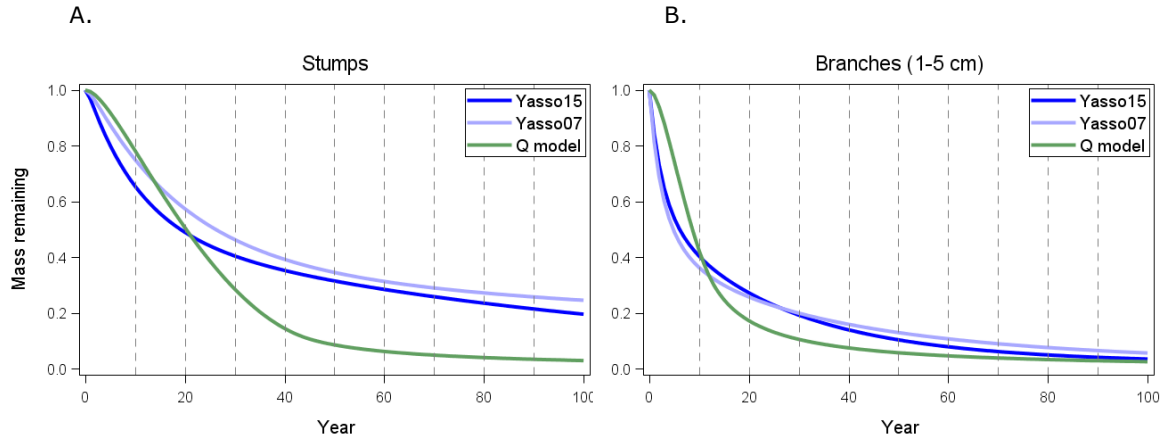 A.
Stumps
Yasso15
Yasso07
Q model
Mass remaining
1.0
0.8
0.6
0.4
0.2
0.0
0
20
40
60
80
100
Year
B.
Branches (1-5 cm)
Yasso15
Yasso07
Q model
1.0
0.8
0.6
0.4
0.2
0.0
0
20
40
60
80
100
Year